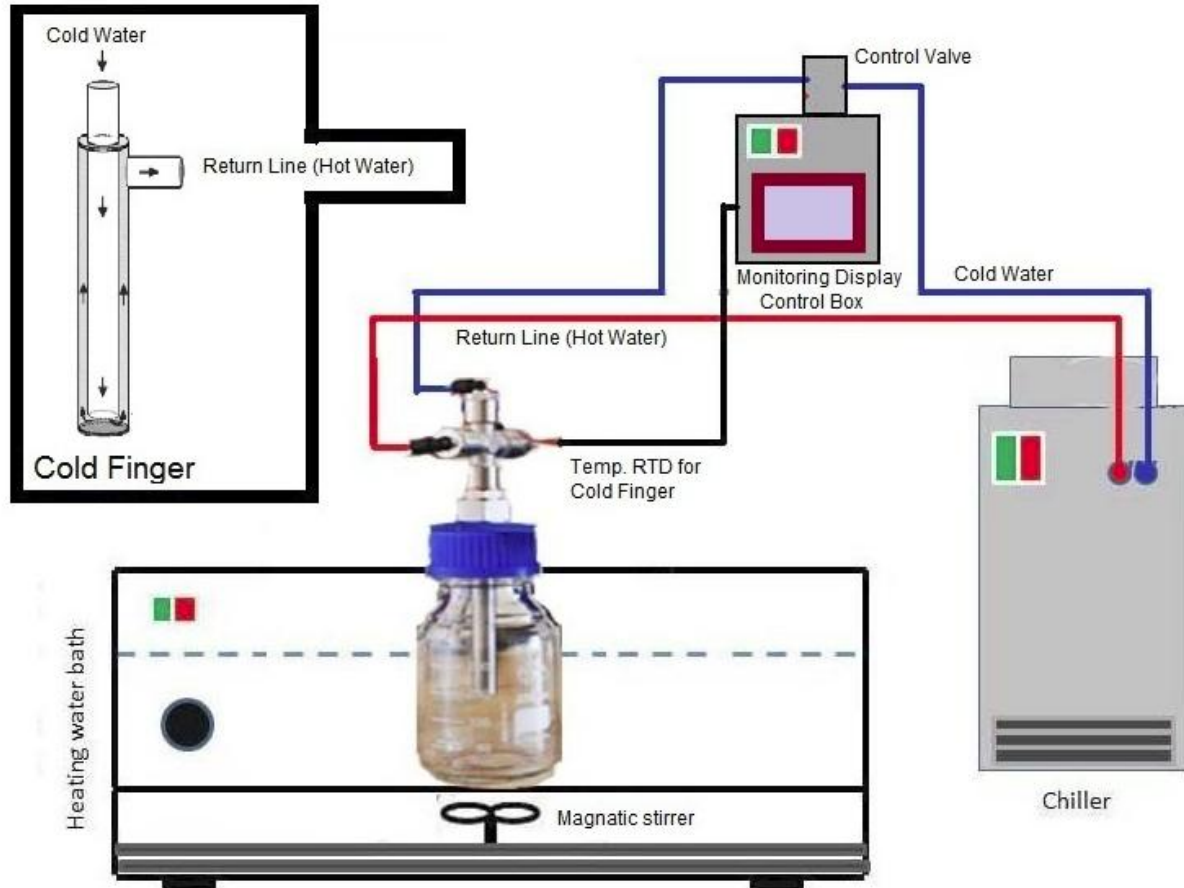 Cold Water
Return Line (Hot Water)
Cold Finger
Control Valve
Monitoring Display
Control Box
Cold Water
Return Line (Hot Water)
Temp. RTD for
Cold Finger
Heating water bath
Magnatic stirrer
Chiller